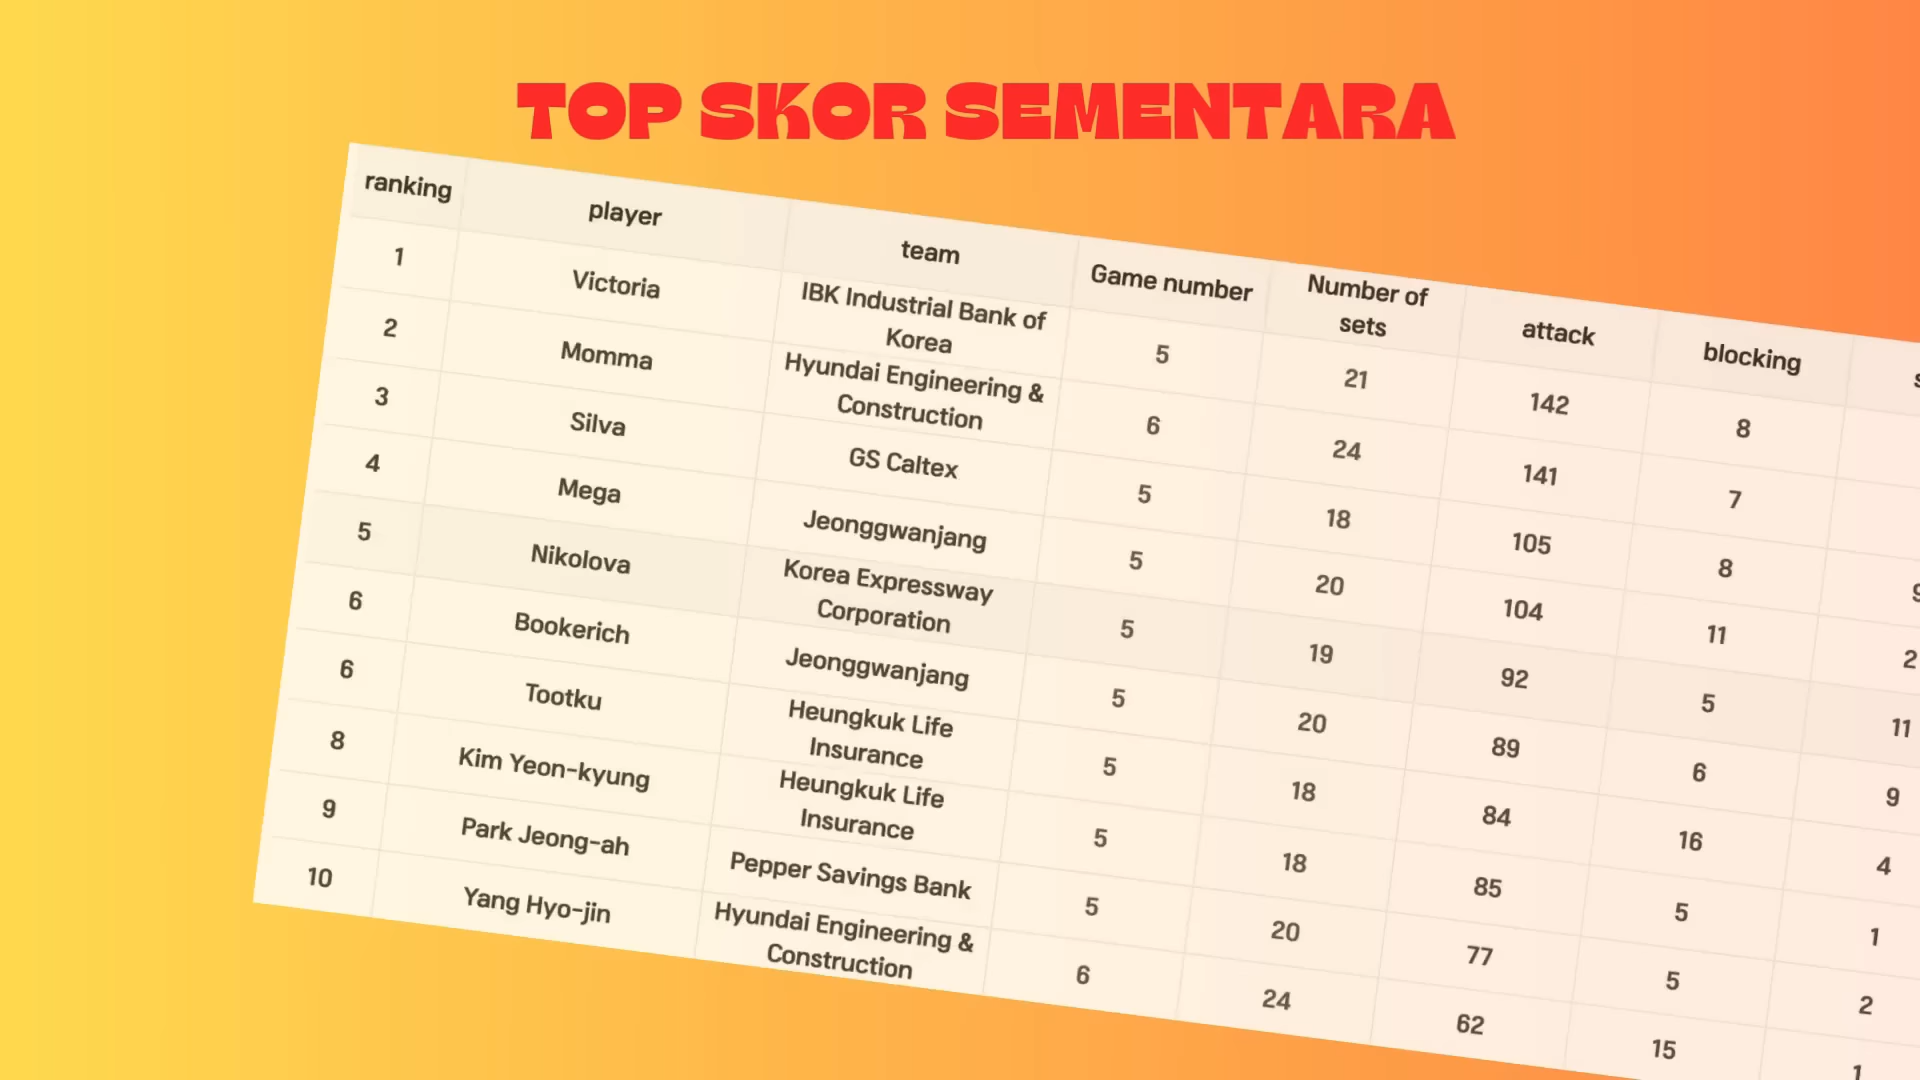 TOP SKOR SEMENTARA
ranking player team Game number Number of sets attack blocking
1 Victoria IBK Industrial Bank of Korea 5 21 142 8
2 Momma Hyundai Engineering & Construction 6 24 141 7
3 Silva GS Caltex 5 18 105 8 9
4 Mega Jeonggwanjang 5 20 104 11 2
5 Nikolova Korea Expressway Corporation 5 19 92 5 11
6 Bookerich Jeonggwanjang 5 20 89 6 9
6 Tootku Heungkuk Life Insurance 5 18 84 16 4
8 Kim Yeon-kyung Heungkuk Life Insurance 5 18 85 5 1
9 Park Jeong-ah Pepper Savings Bank 5 20 77 5 2
10 Yang Hyo-jin Hyundai Engineering & Construction 6 24 62 15 1